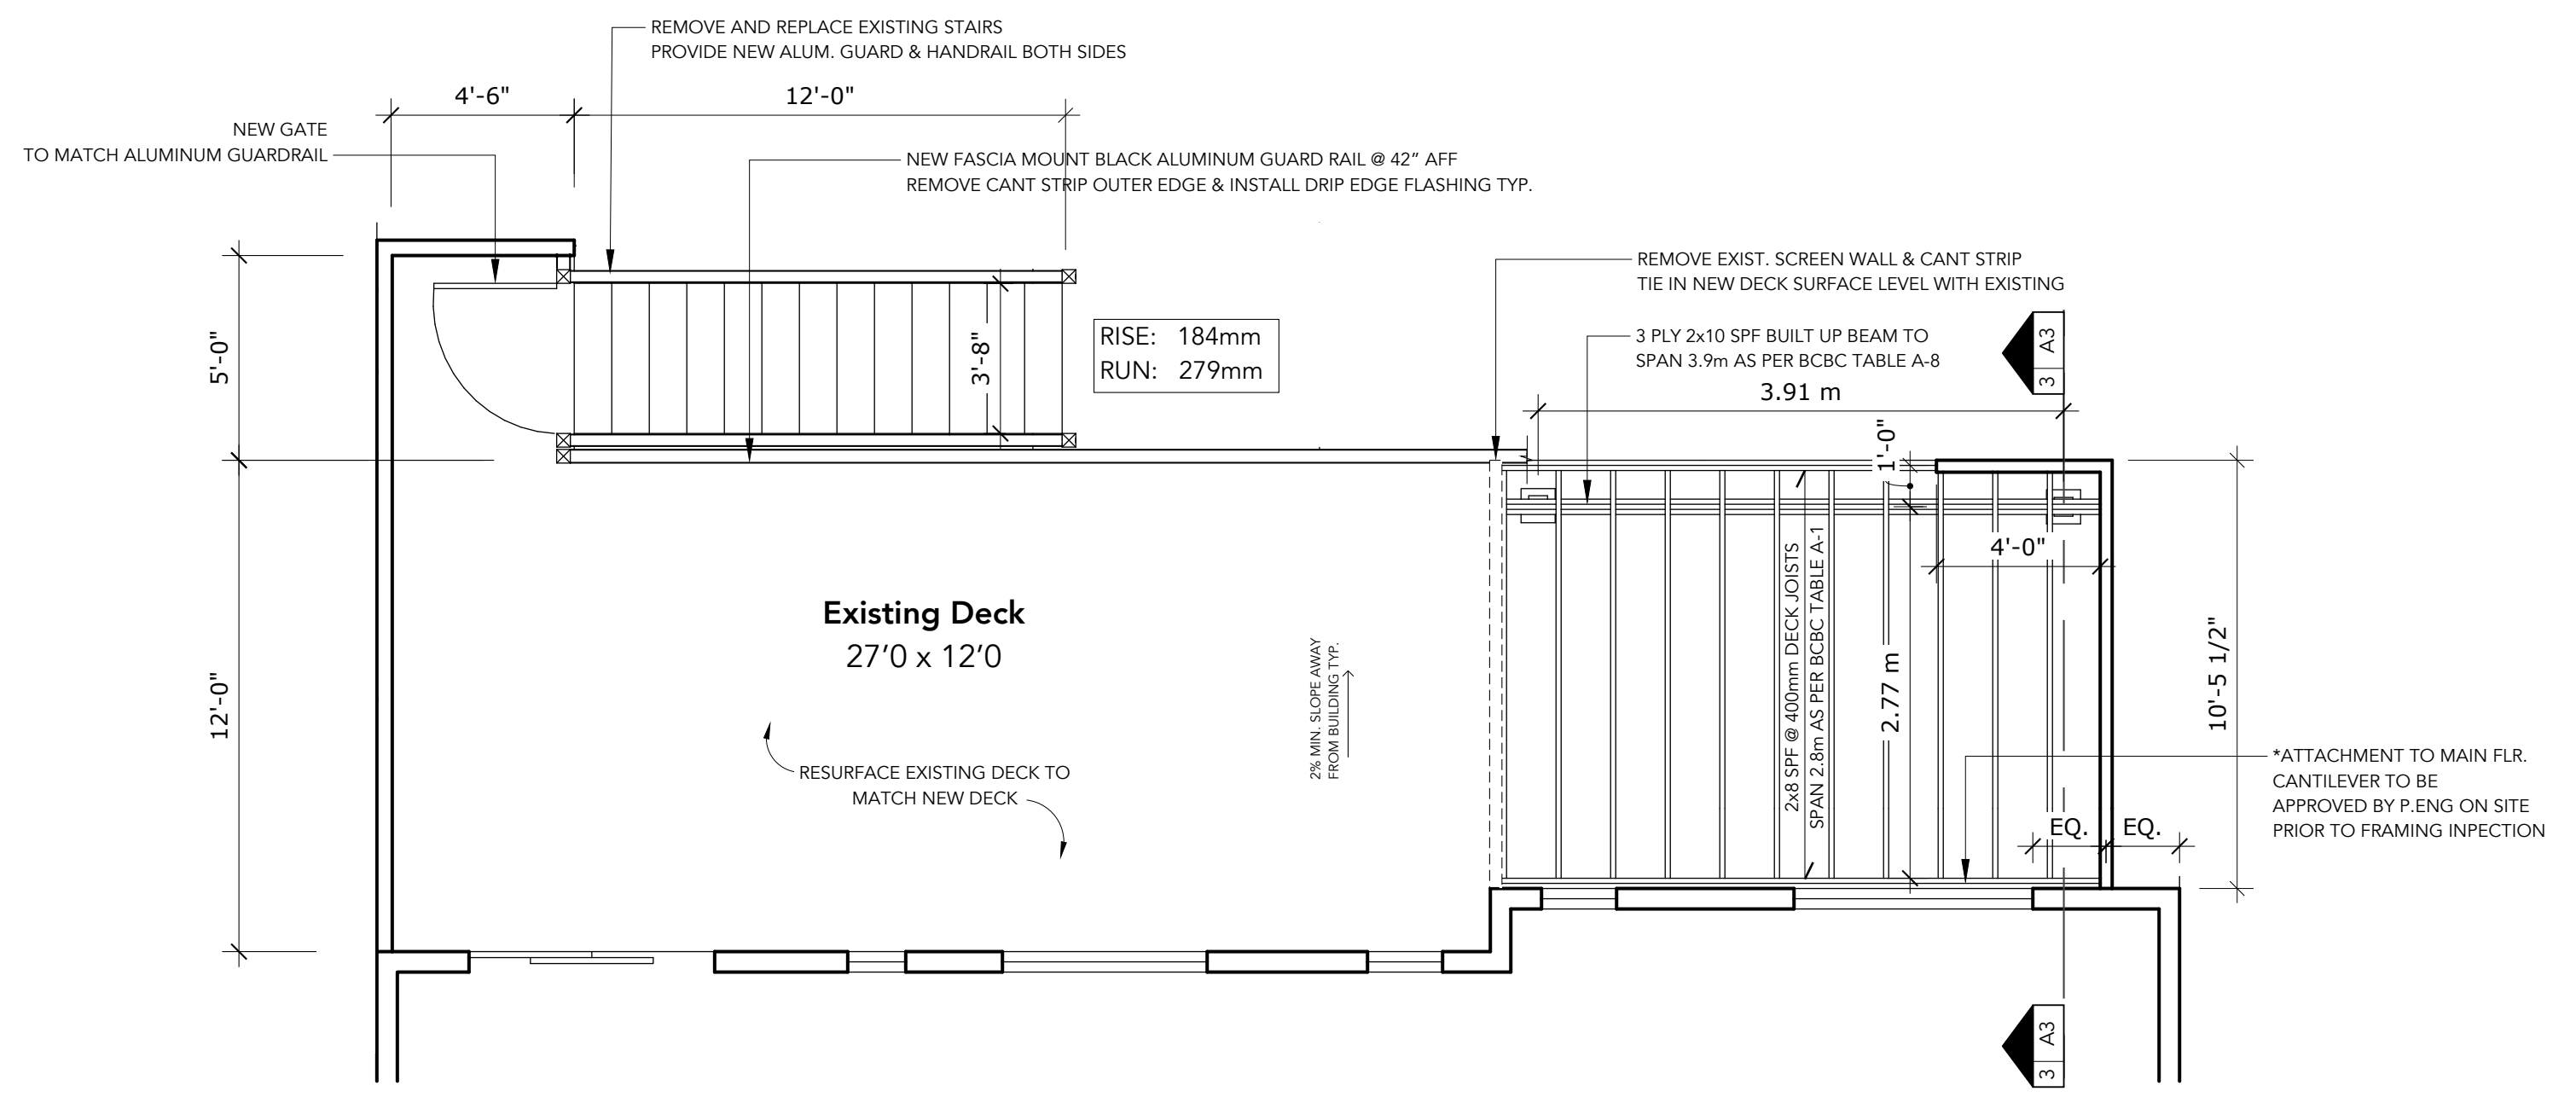 REMOVE AND REPLACE EXISTING STAIRS
PROVIDE NEW ALUM. GUARD & HANDRAIL BOTH SIDES
4'-6"
12'-0"
NEW GATE
TO MATCH ALUMINUM GUARDRAIL
NEW FASCIA MOUNT BLACK ALUMINUM GUARD RAIL @ 42” AFF
REMOVE CANT STRIP OUTER EDGE & INSTALL DRIP EDGE FLASHING TYP.
REMOVE EXIST. SCREEN WALL & CANT STRIP
TIE IN NEW DECK SURFACE LEVEL WITH EXISTING
5'-0"
3'-8"
RISE: 184mm
RUN: 279mm
3 PLY 2x10 SPF BUILT UP BEAM TO
SPAN 3.9m AS PER BCBC TABLE A-8
3.91 m
3 A3
1'-0"
4'-0"
Existing Deck
27’0 x 12’0
12'-0"
2% MIN. SLOPE AWAY
FROM BUILDING TYP.
2x8 SPF @ 400mm DECK JOISTS
SPAN 2.8m AS PER BCBC TABLE A-1
2.77 m
10'-5 1/2"
RESURFACE EXISTING DECK TO
MATCH NEW DECK
*ATTACHMENT TO MAIN FLR.
CANTILEVER TO BE
APPROVED BY P.ENG ON SITE
PRIOR TO FRAMING INPECTION
EQ.
EQ.
3 A3